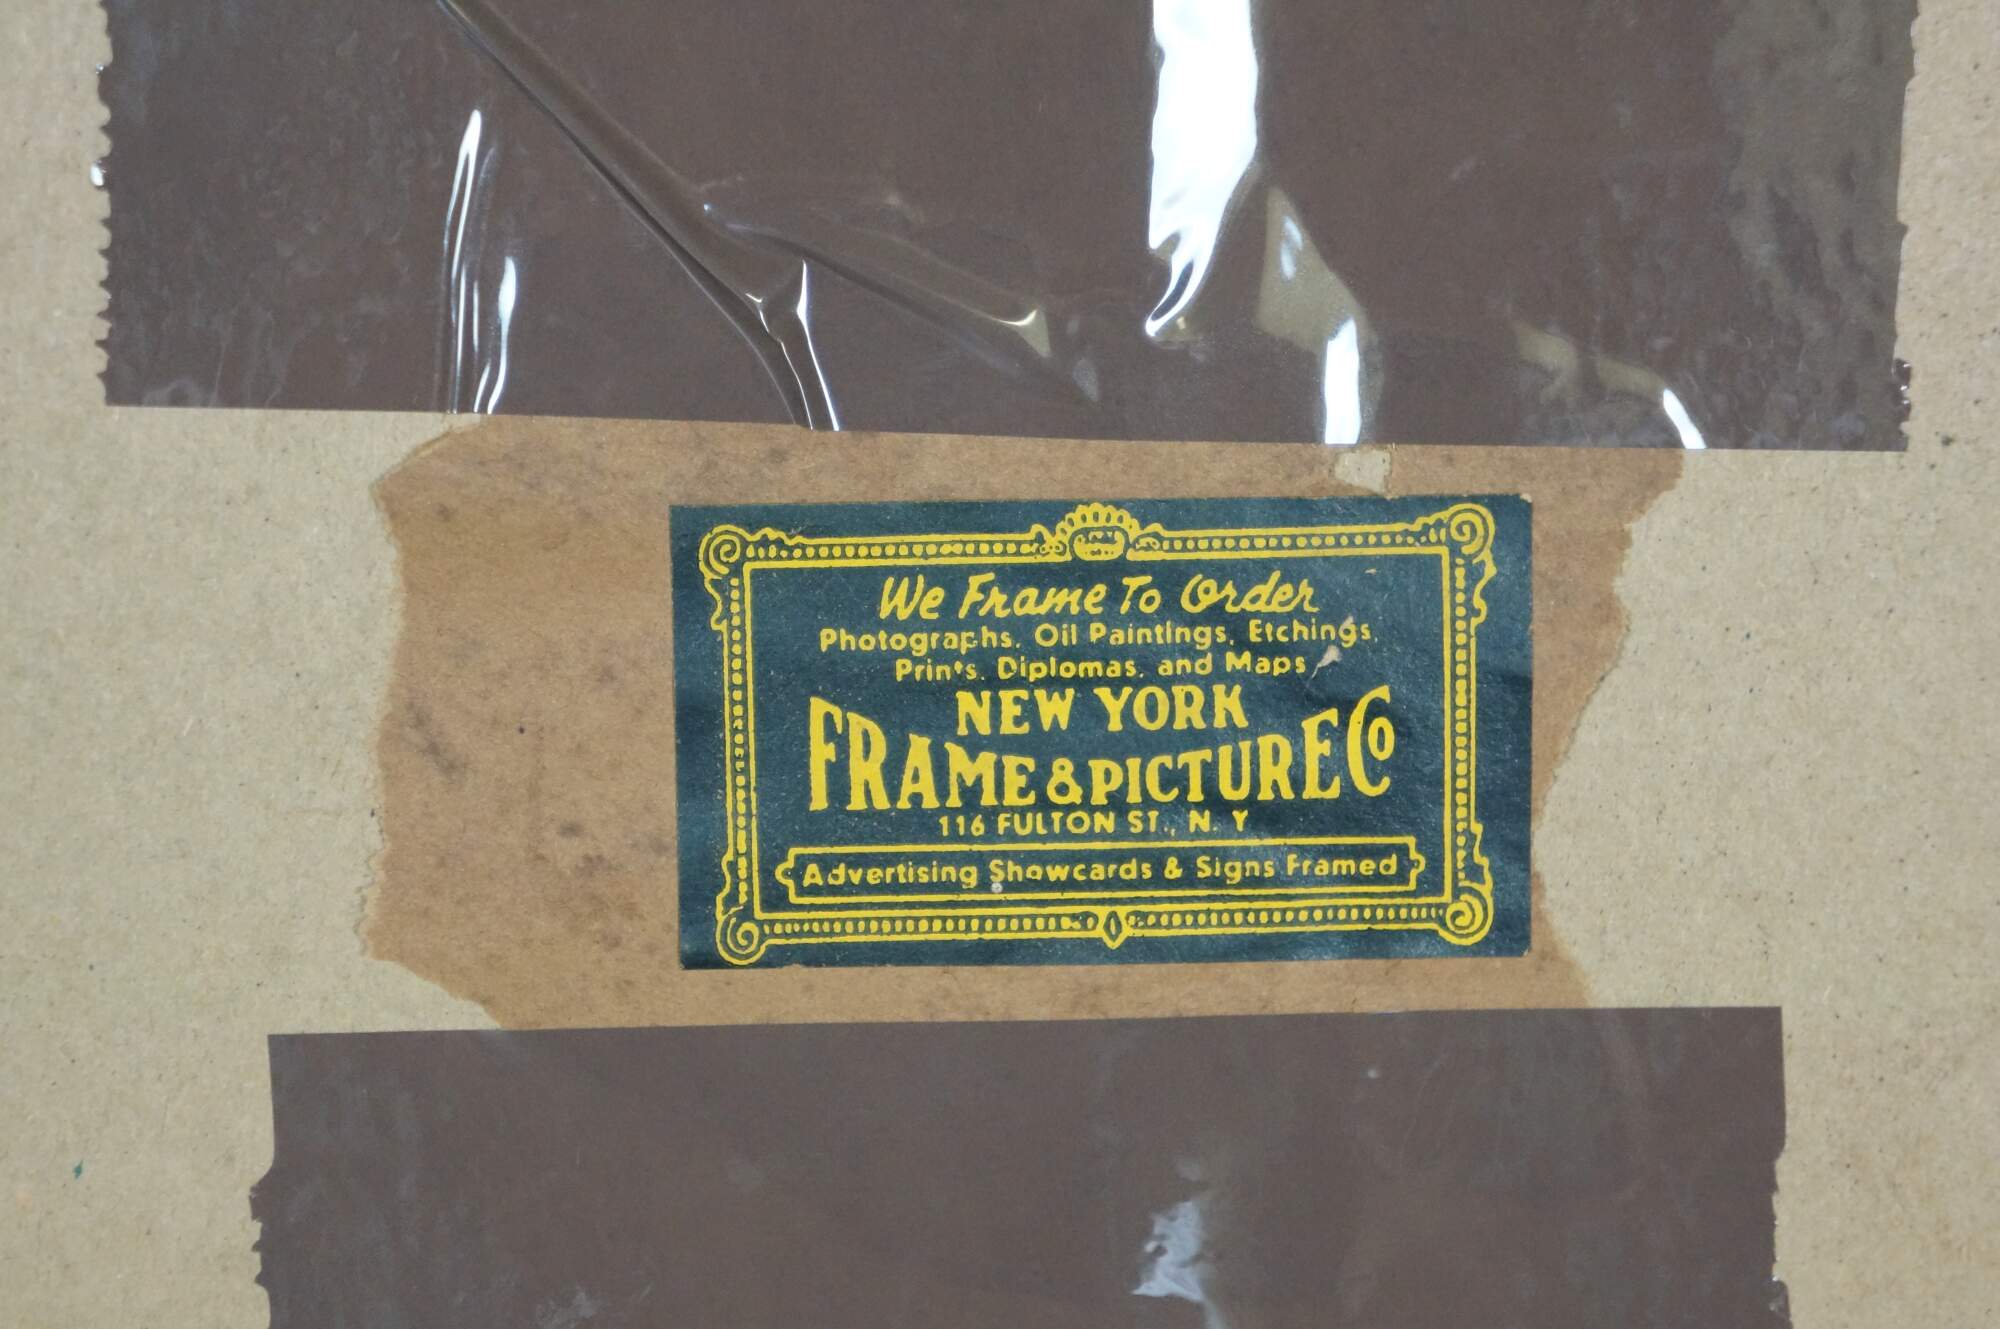 We Frame To Order
Photographs, Oil Paintings, Etchings,
Prints, Diplomas, and Maps
NEW YORK
FRAME & PICTURE Co
116 FULTON ST., N. Y
Advertising Showcards & Signs Framed